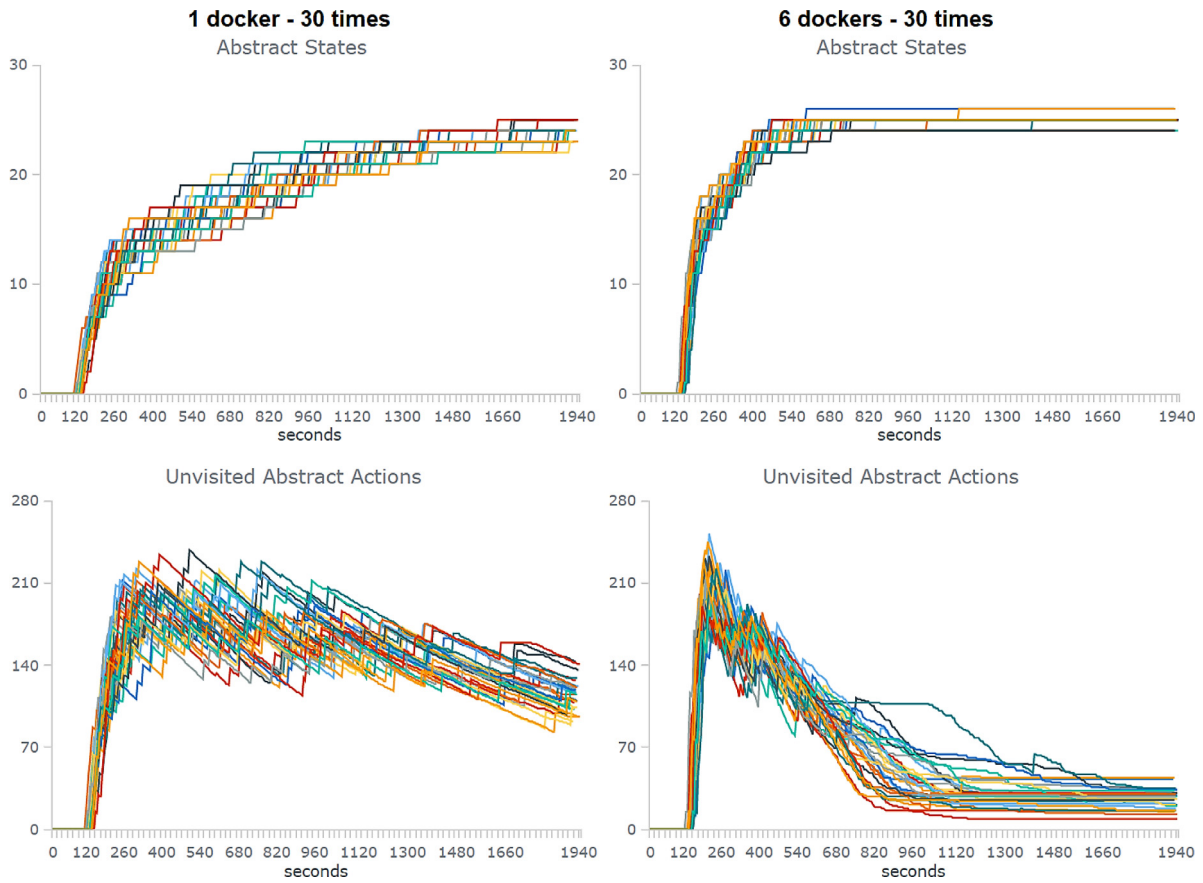 1 docker - 30 times
Abstract States
30
20
10
0
0 120 260 400 540 680 820 960 1120 1300 1480 1660 1940
seconds
6 dockers - 30 times
Abstract States
30
20
10
0
0 120 260 400 540 680 820 960 1120 1300 1480 1660 1940
seconds
Unvisited Abstract Actions
280
210
140
70
0
0 120 260 400 540 680 820 960 1120 1300 1480 1660 1940
seconds
Unvisited Abstract Actions
280
210
140
70
0
0 120 260 400 540 680 820 960 1120 1300 1480 1660 1940
seconds